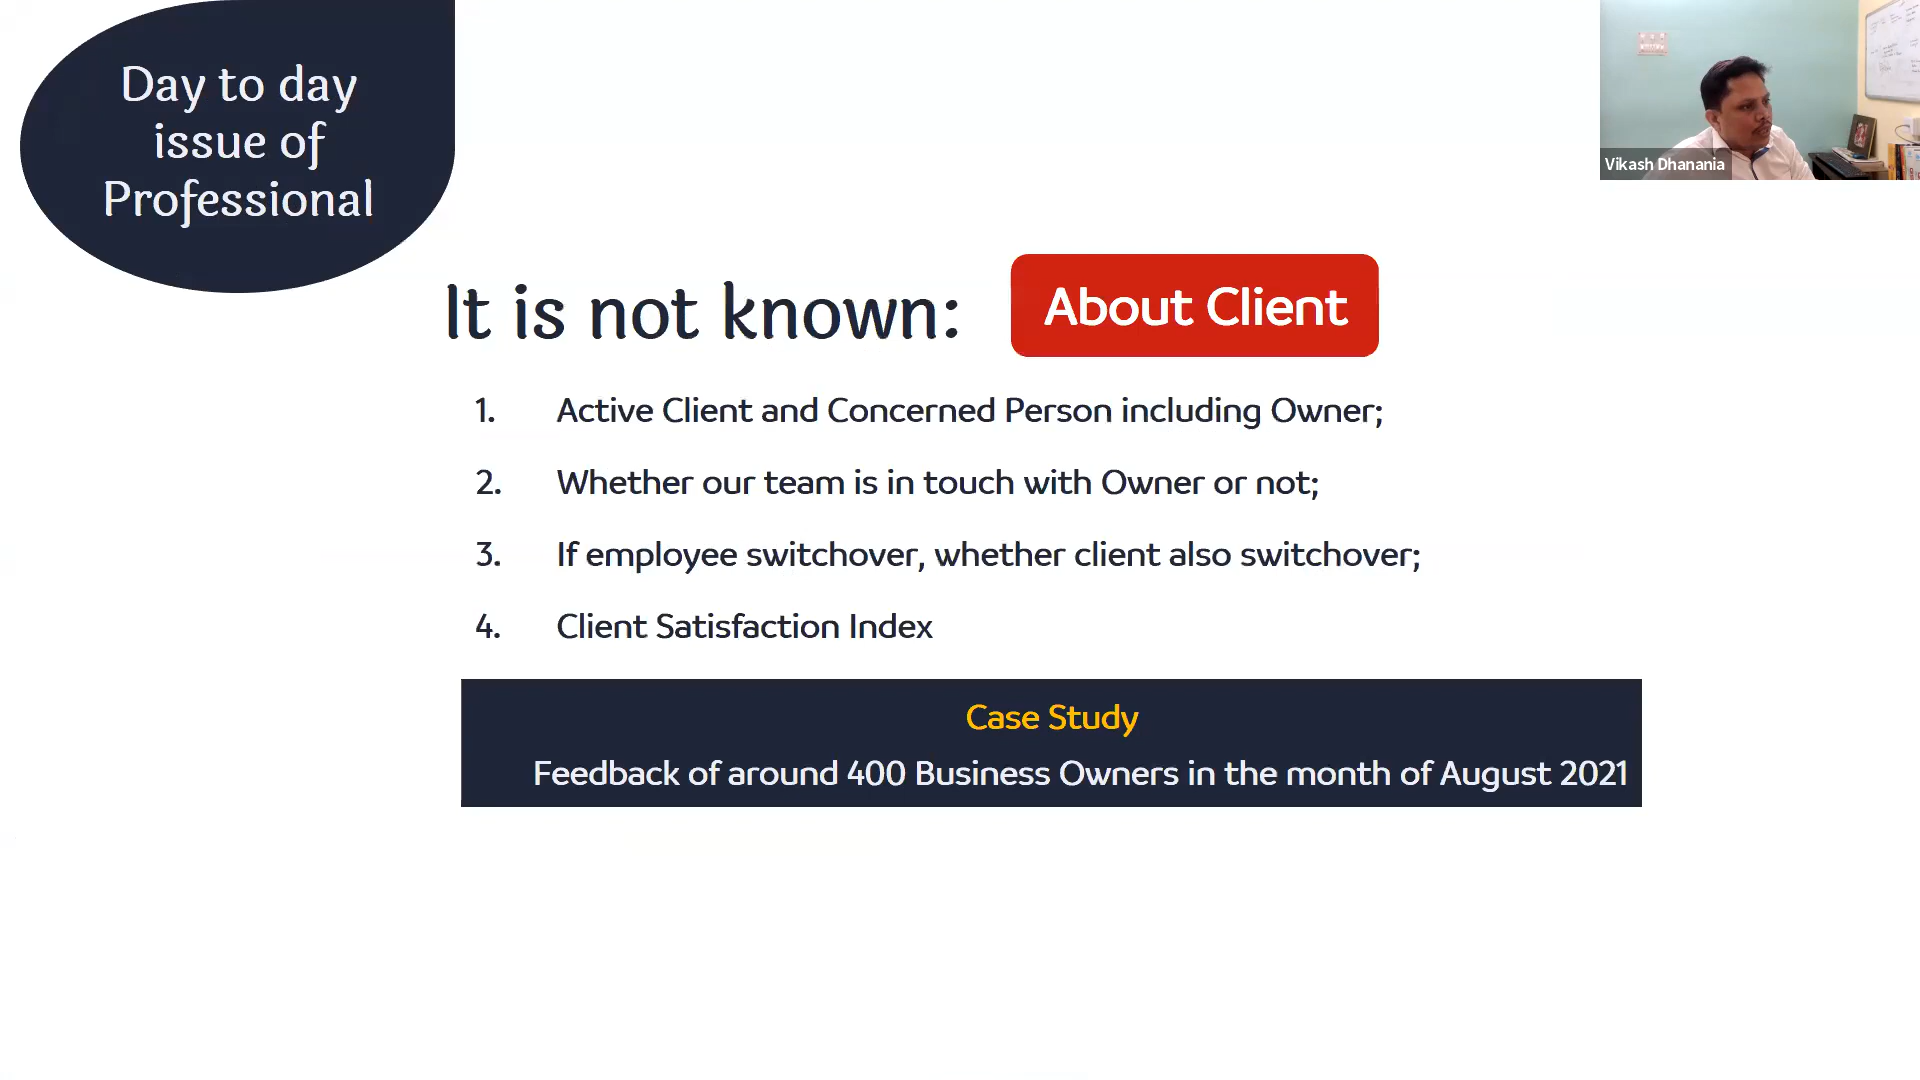 Day to day
issue of
Professional
Vikash Dhanania
It is not known:
About Client
1. Active Client and Concerned Person including Owner;
2. Whether our team is in touch with Owner or not;
3. If employee switchover, whether client also switchover;
4. Client Satisfaction Index
Case Study
Feedback of around 400 Business Owners in the month of August 2021